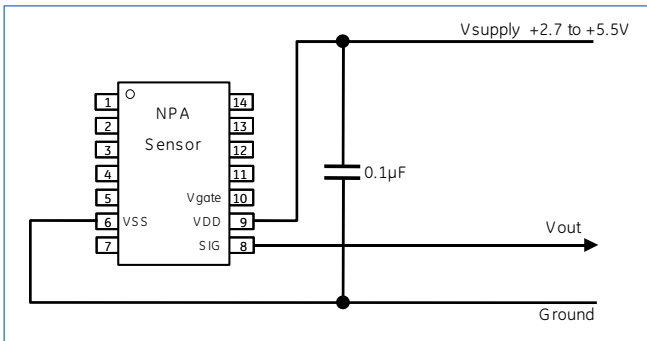 Vsupply +2.7 to +5.5V
1
14
NPA
2
13
3
Sensor
12
4
11
0.1µF
5
Vgate
10
6
VSS
VDD
9
7
SIG
8
Vout
Ground